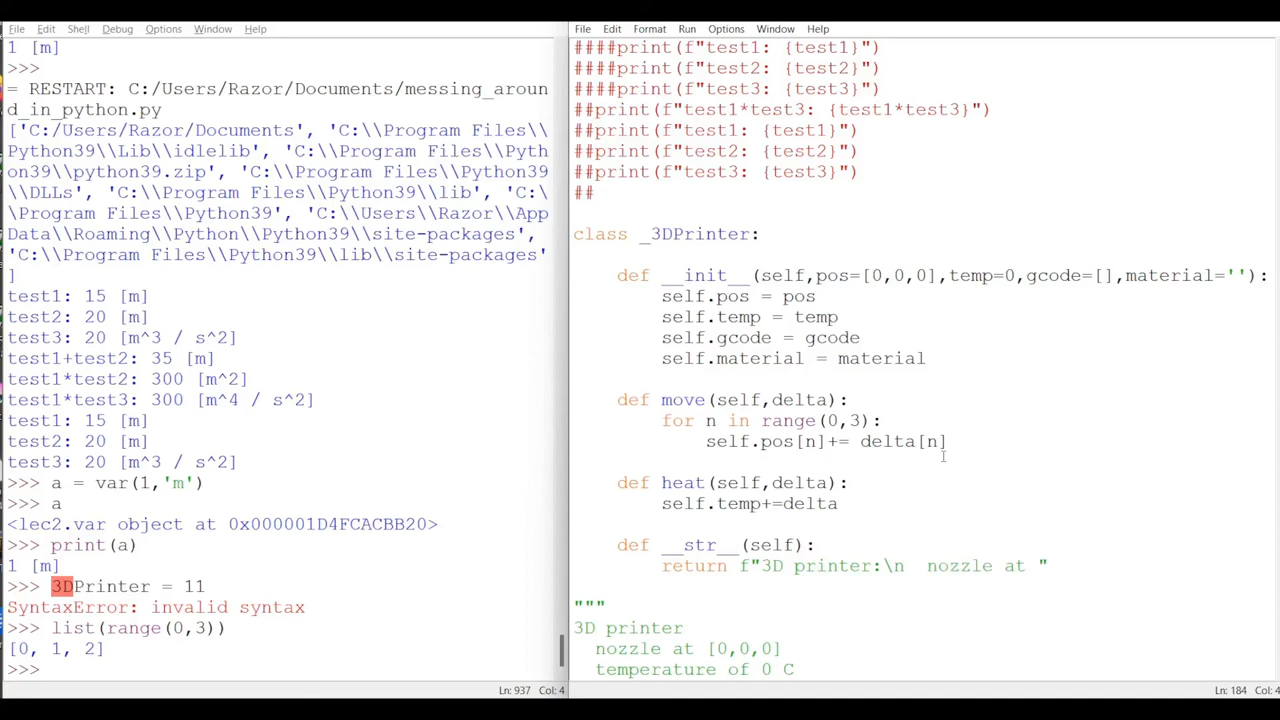 File Edit Shell Debug Options Window Help
1 [m]
>>>
= RESTART: C:/Users/Razor/Documents/messing_aroun
d_in_python.py
['C:/Users/Razor/Documents', 'C:\\Program Files\\
Python39\\Lib\\idlelib', 'C:\\Program Files\\Pyth
on39\\python39.zip', 'C:\\Program Files\\Python39
\\DLLs', 'C:\\Program Files\\Python39\\lib', 'C:\
\Program Files\\Python39', 'C:\\Users\\Razor\\App
Data\\Roaming\\Python\\Python39\\site-packages',
'C:\\Program Files\\Python39\\lib\\site-packages'
]
test1: 15 [m]
test2: 20 [m]
test3: 20 [m^3 / s^2]
test1+test2: 35 [m]
test1*test2: 300 [m^2]
test1*test3: 300 [m^4 / s^2]
test1: 15 [m]
test2: 20 [m]
test3: 20 [m^3 / s^2]
>>> a = var(1,'m')
>>> a
<lec2.var object at 0x000001D4FCACBB20>
>>> print(a)
1 [m]
>>> 3DPrinter = 11
SyntaxError: invalid syntax
>>> list(range(0,3))
[0, 1, 2]
>>>
Ln: 937 Col: 4
File Edit Format Run Options Window Help
####print(f"test1: {test1}")
####print(f"test2: {test2}")
####print(f"test3: {test3}")
##print(f"test1*test3: {test1*test3}")
##print(f"test1: {test1}")
##print(f"test2: {test2}")
##print(f"test3: {test3}")
##
class _3DPrinter:
def __init__(self,pos=[0,0,0],temp=0,gcode=[],material=''):
self.pos = pos
self.temp = temp
self.gcode = gcode
self.material = material
def move(self,delta):
for n in range(0,3):
self.pos[n]+= delta[n]
def heat(self,delta):
self.temp+=delta
def __str__(self):
return f"3D printer:\n  nozzle at "
"""
3D printer
nozzle at [0,0,0]
temperature of 0 C
Ln: 184 Col: 4